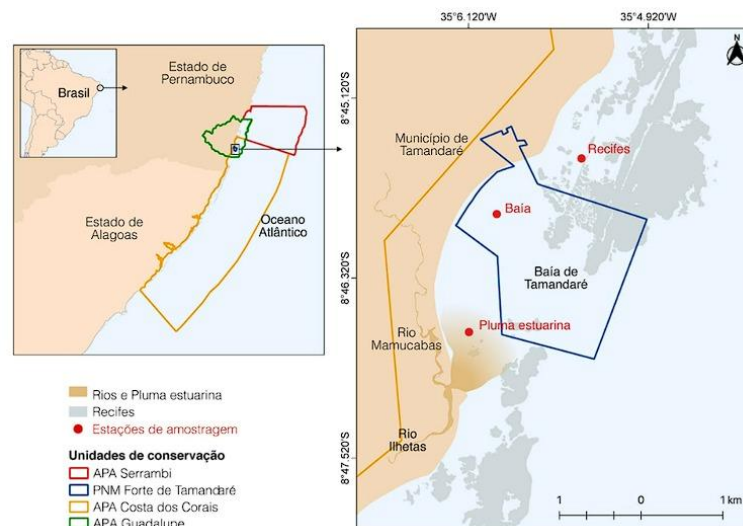 Estado de
Pernambuco
Brasil
Estado de
Alagoas
Oceano
Atlântico
Rios e Pluma estuarina
Recifes
Estações de amostragem
Unidades de conservação
APA Serrambi
PNM Forte de Tamandaré
APA Costa dos Corais
APA Guadalupe
35°6.120'W
35°4.920'W
8°45.120'S
8°46.320'S
8°47.520'S
N
Município de
Tamandaré
Recifes
Baía
Baía de
Tamandaré
Pluma estuarina
Rio
Mamucabas
Rio
Ilhetas
1 0 1 km